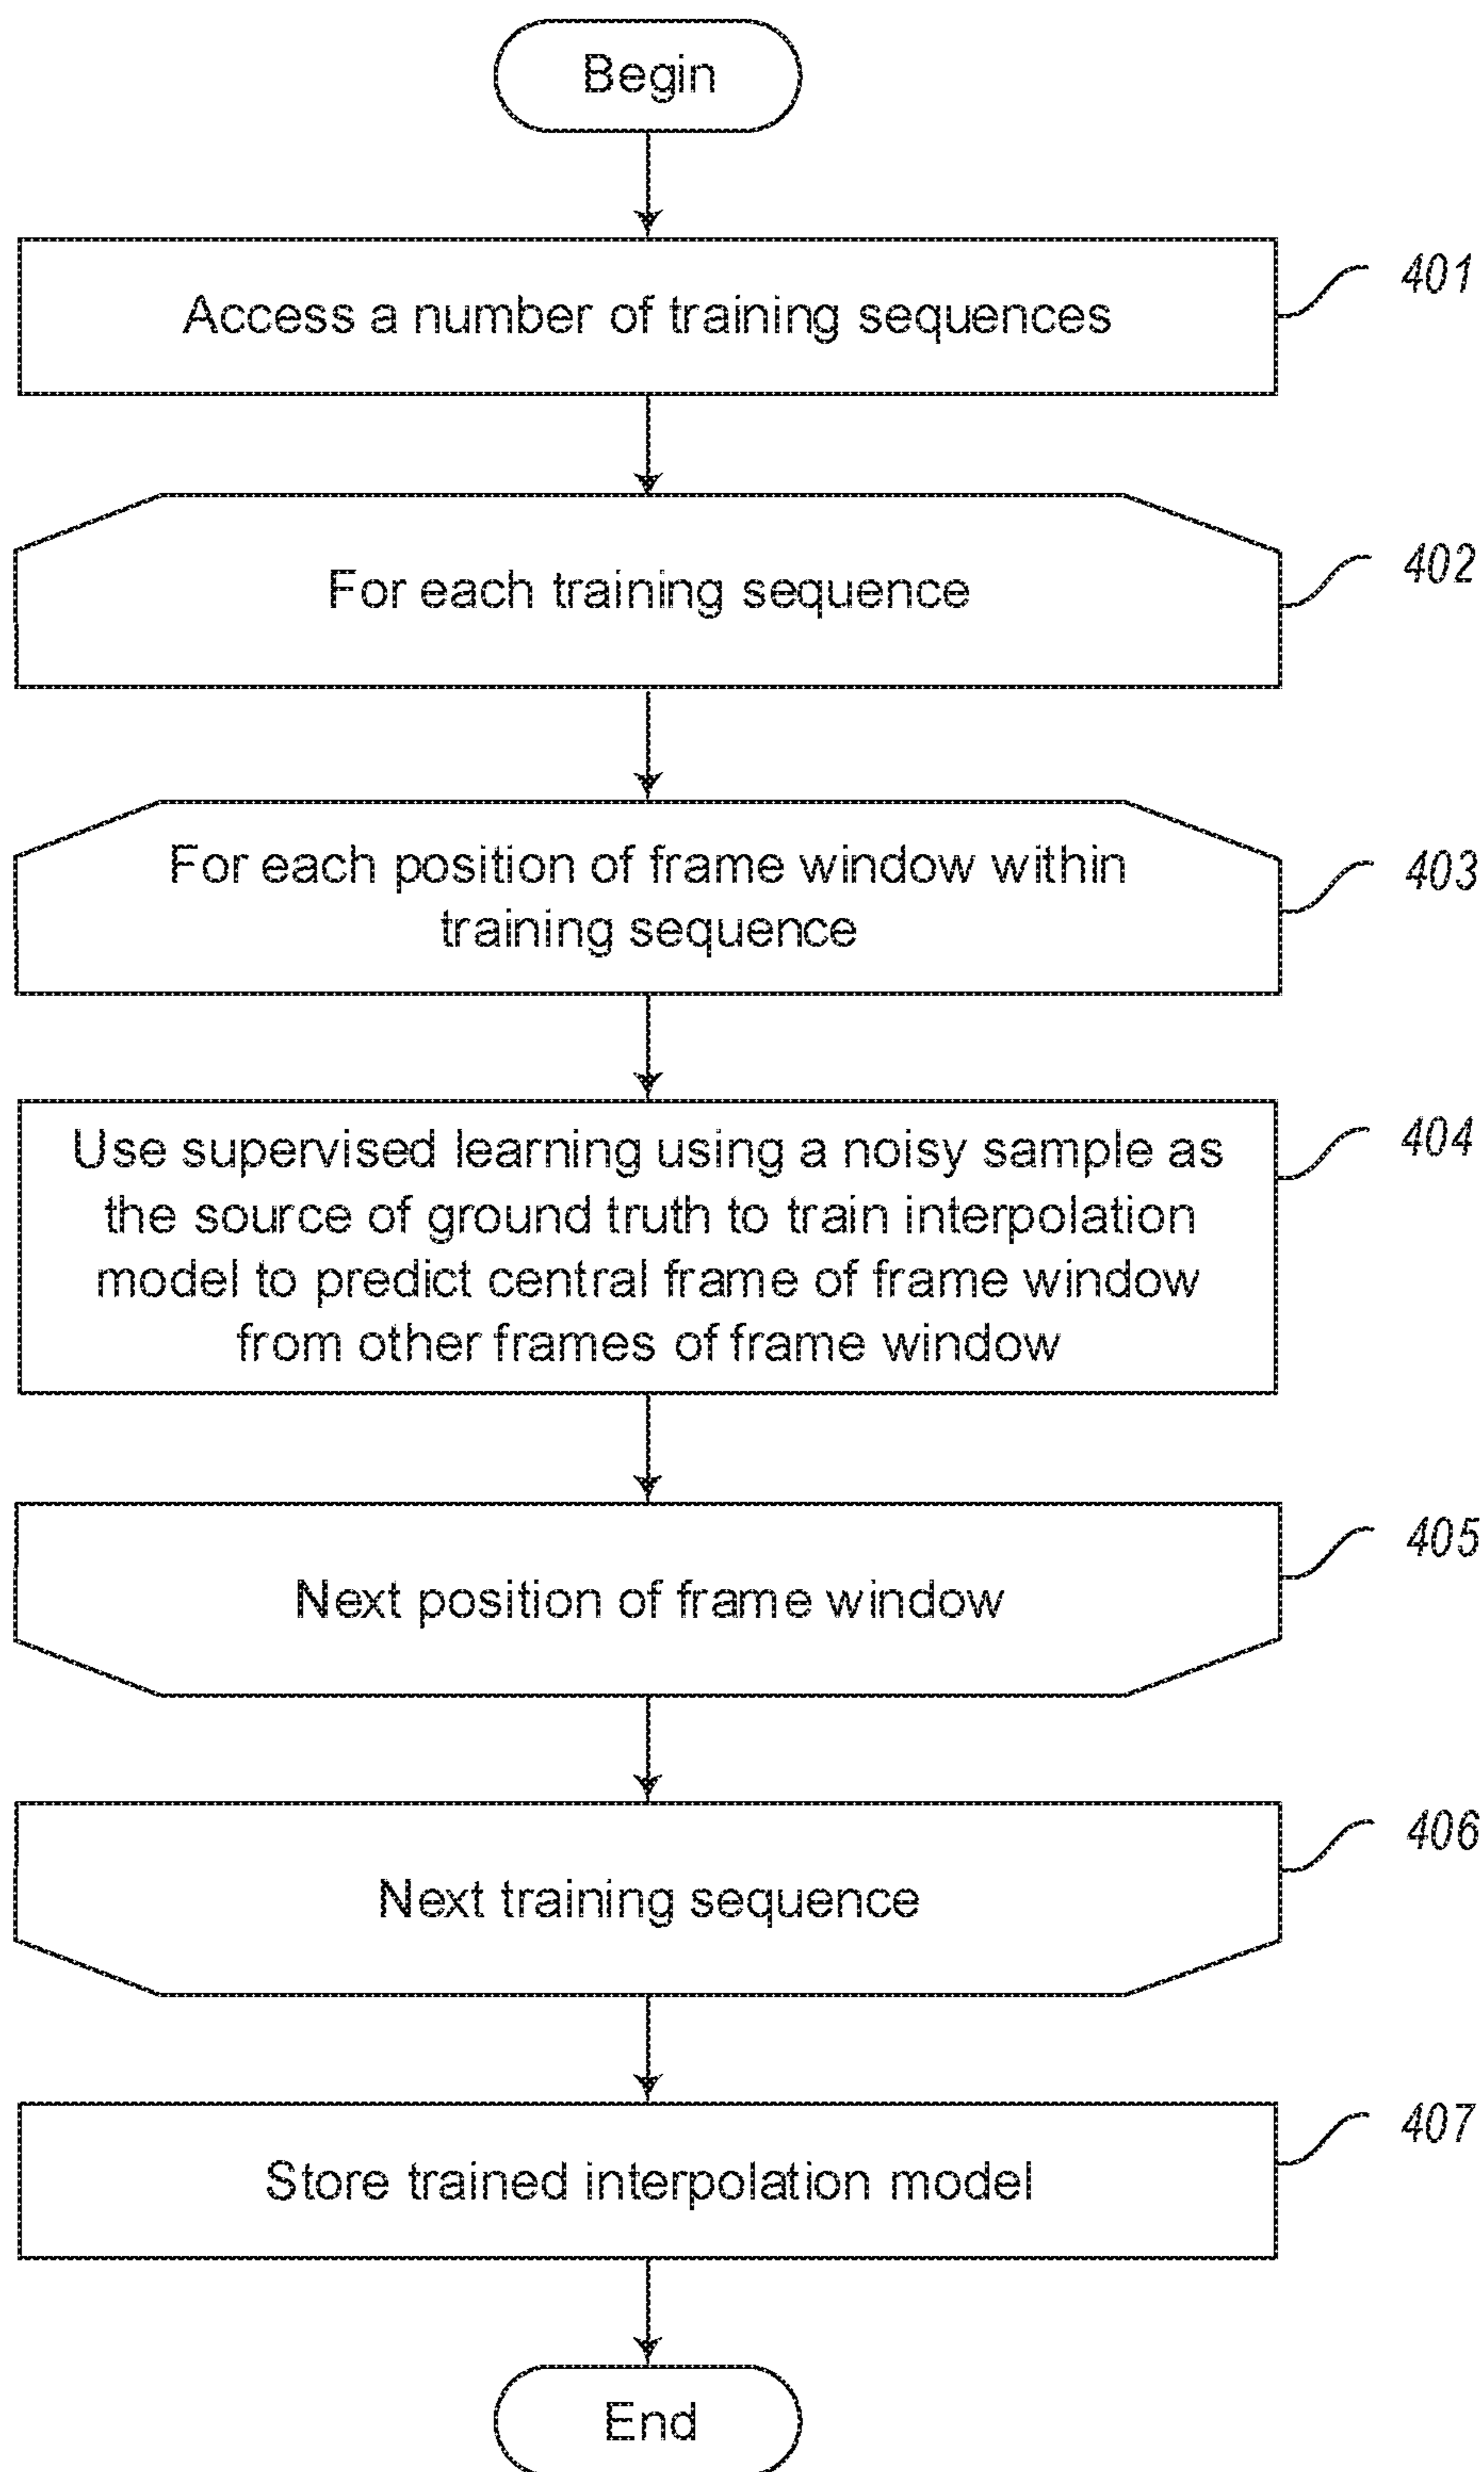 Begin
Access a number of training sequences
401
For each training sequence
402
For each position of frame window within
training sequence
403
Use supervised learning using a noisy sample as
the source of ground truth to train interpolation
model to predict central frame of frame window
from other frames of frame window
404
Next position of frame window
405
Next training sequence
406
Store trained interpolation model
407
End